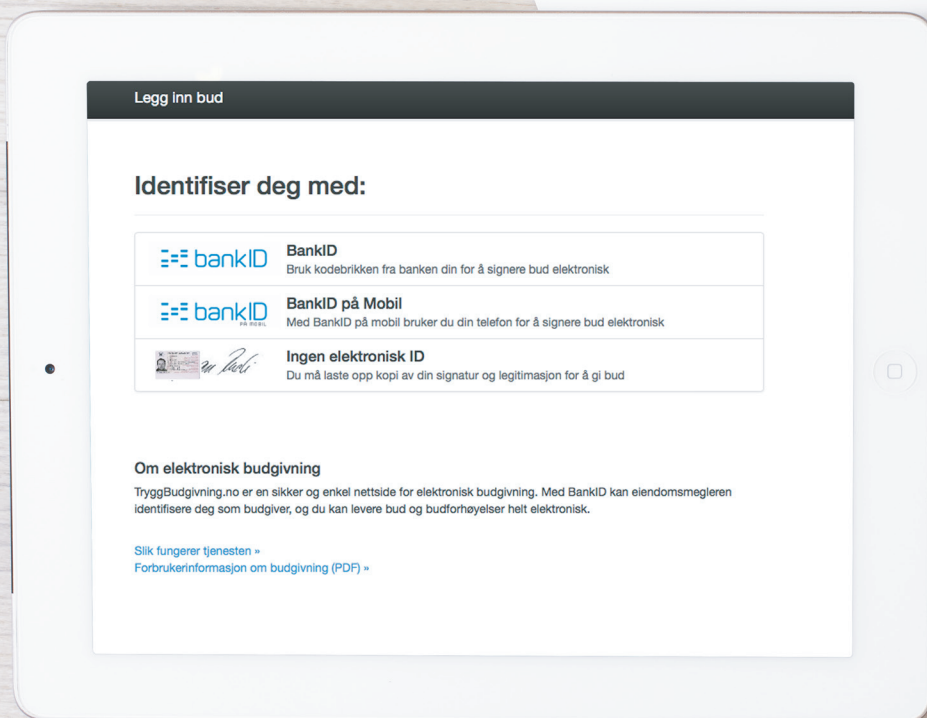 Legg inn bud
Identifiser deg med:
bankID
BankID
Bruk kodebrikken fra banken din for å signere bud elektronisk
bankID
PÅ MOBIL
BankID på Mobil
Med BankID på mobil bruker du din telefon for å signere bud elektronisk
Ingen elektronisk ID
Du må laste opp kopi av din signatur og legitimasjon for å gi bud
Om elektronisk budgivning
TryggBudgivning.no er en sikker og enkel nettside for elektronisk budgivning. Med BankID kan eiendomsmegleren
identifisere deg som budgiver, og du kan levere bud og budforhøyelser helt elektronisk.
Slik fungerer tjenesten »
Forbrukerinformasjon om budgivning (PDF) »